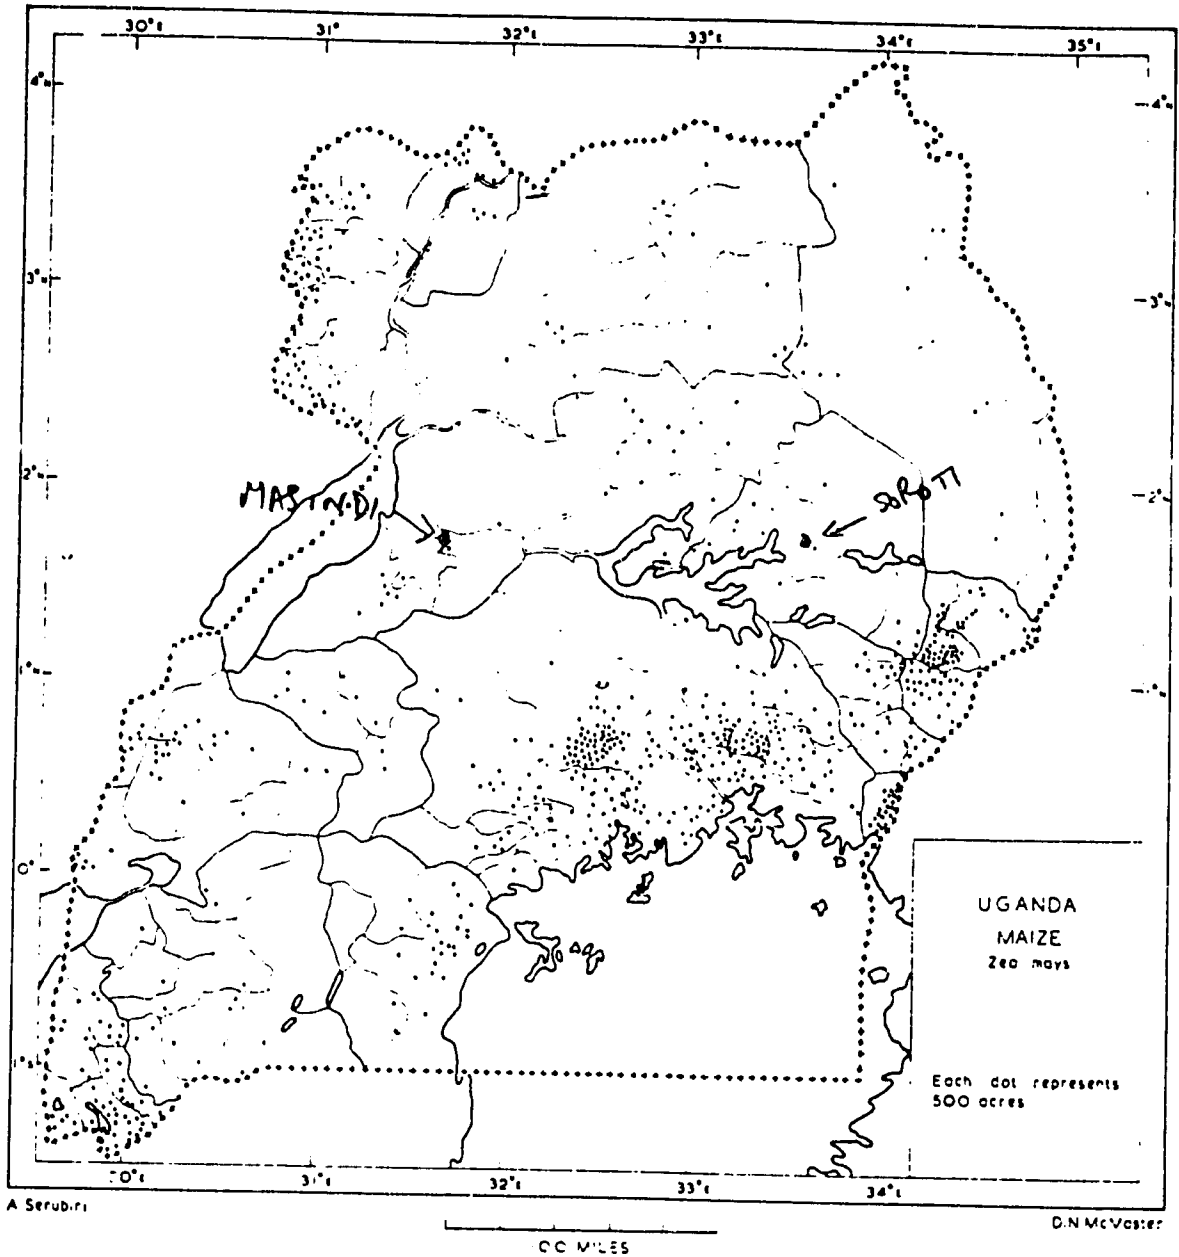 30°E 31° 32°E 33°E 34°E 35°E
4°N 4°N
3°N 3°N
2°N 2°N
MASINDI SOROTI
1°N 1°N
0°
UGANDA
MAIZE
Zea mays
1°S
Each dot represents
500 acres
30°E 31°E 32°E 33°E 34°E
A Serubiri
D.N McMaster
MILES